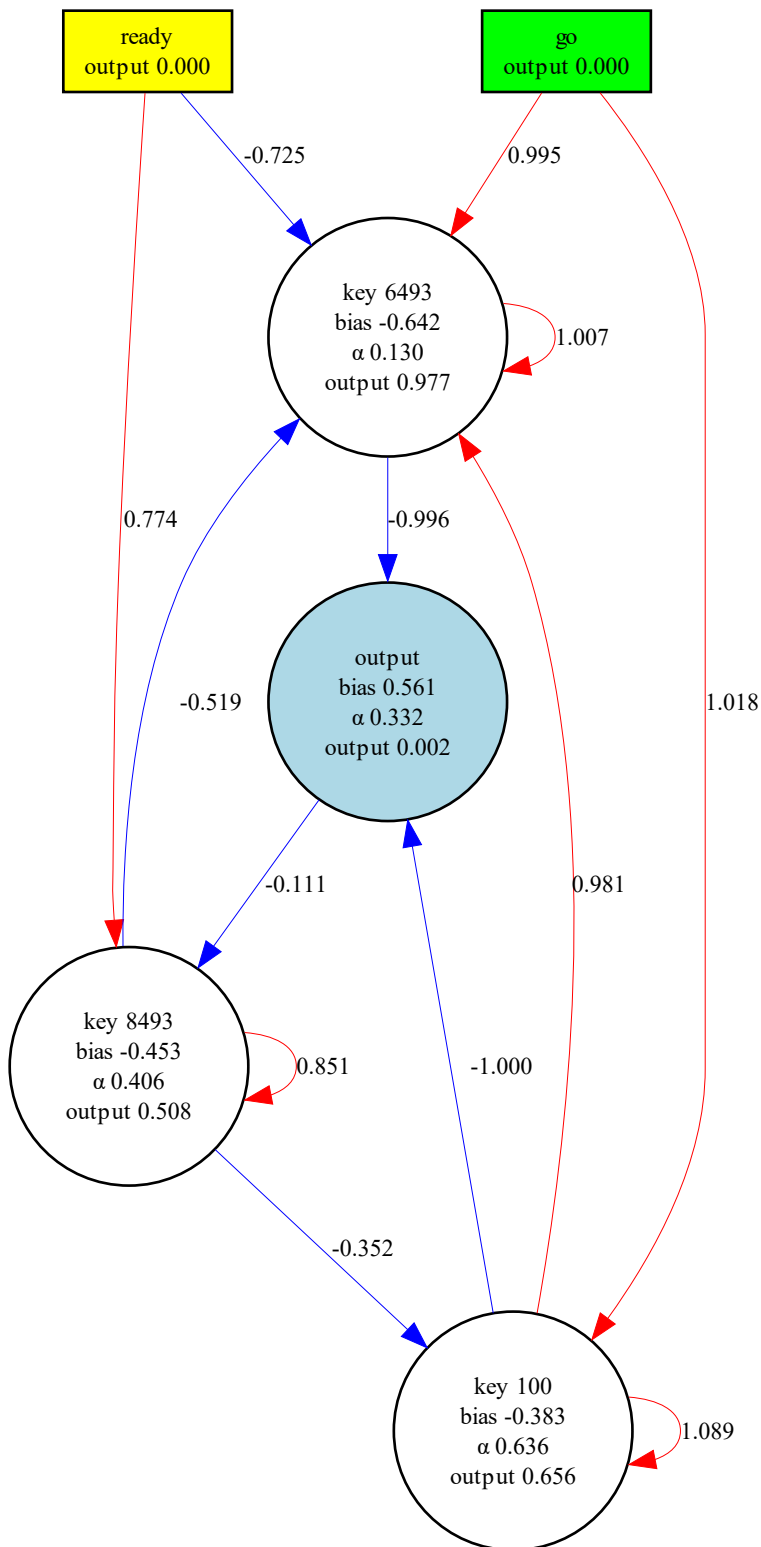 ready
output 0.000
go
output 0.000
-0.725
0.995
key 6493
bias -0.642
α 0.130
output 0.977
1.007
0.774
-0.996
output
bias 0.561
α 0.332
output 0.002
-0.519
1.018
-0.111
0.981
key 8493
bias -0.453
α 0.406
output 0.508
0.851
-1.000
-0.352
key 100
bias -0.383
α 0.636
output 0.656
1.089